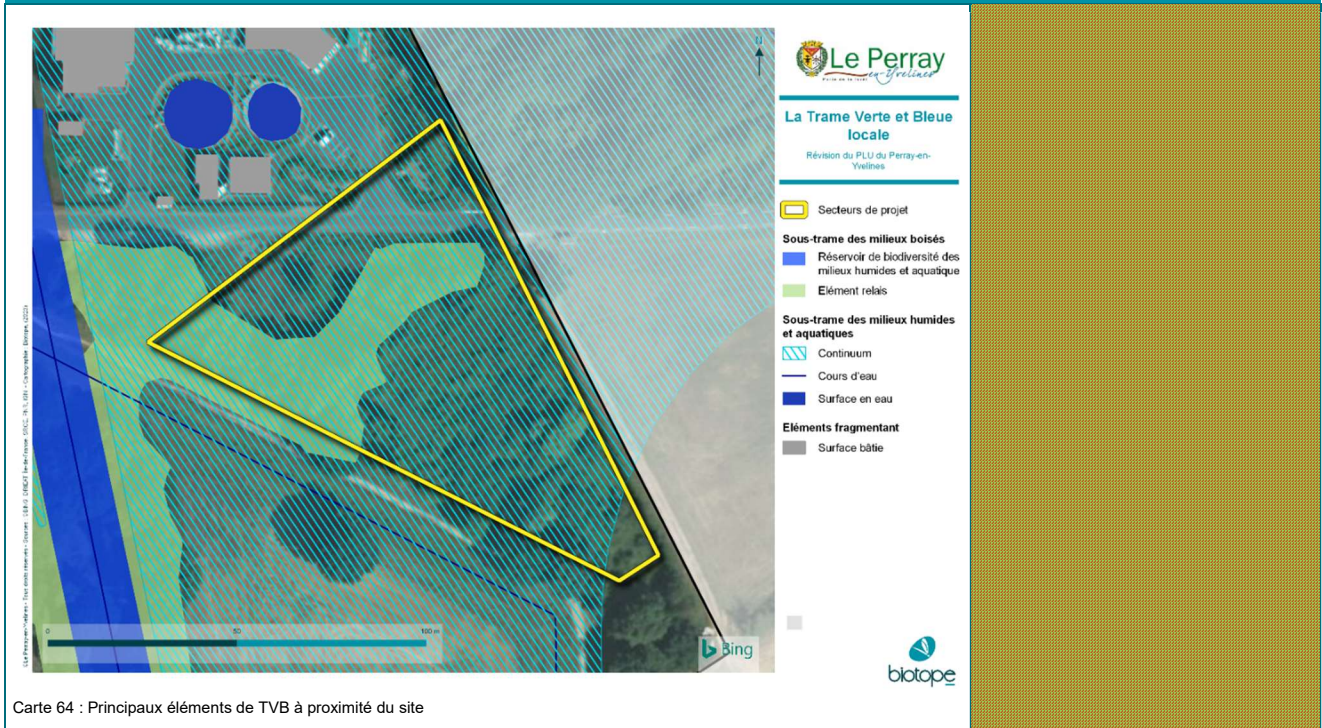 N
Le Perray
en-Yvelines
La Trame Verte et Bleue
locale
Révision du PLU du Perray-en-
Yvelines
Secteurs de projet
Sous-trame des milieux boisés
Réservoir de biodiversité des
milieux humides et aquatique
Elément relais
Sous-trame des milieux humides
et aquatiques
Continuum
Cours d'eau
Surface en eau
Eléments fragmentant
Surface bâtie
0 50 100 m
Bing
biotope
Carte 64 : Principaux éléments de TVB à proximité du site